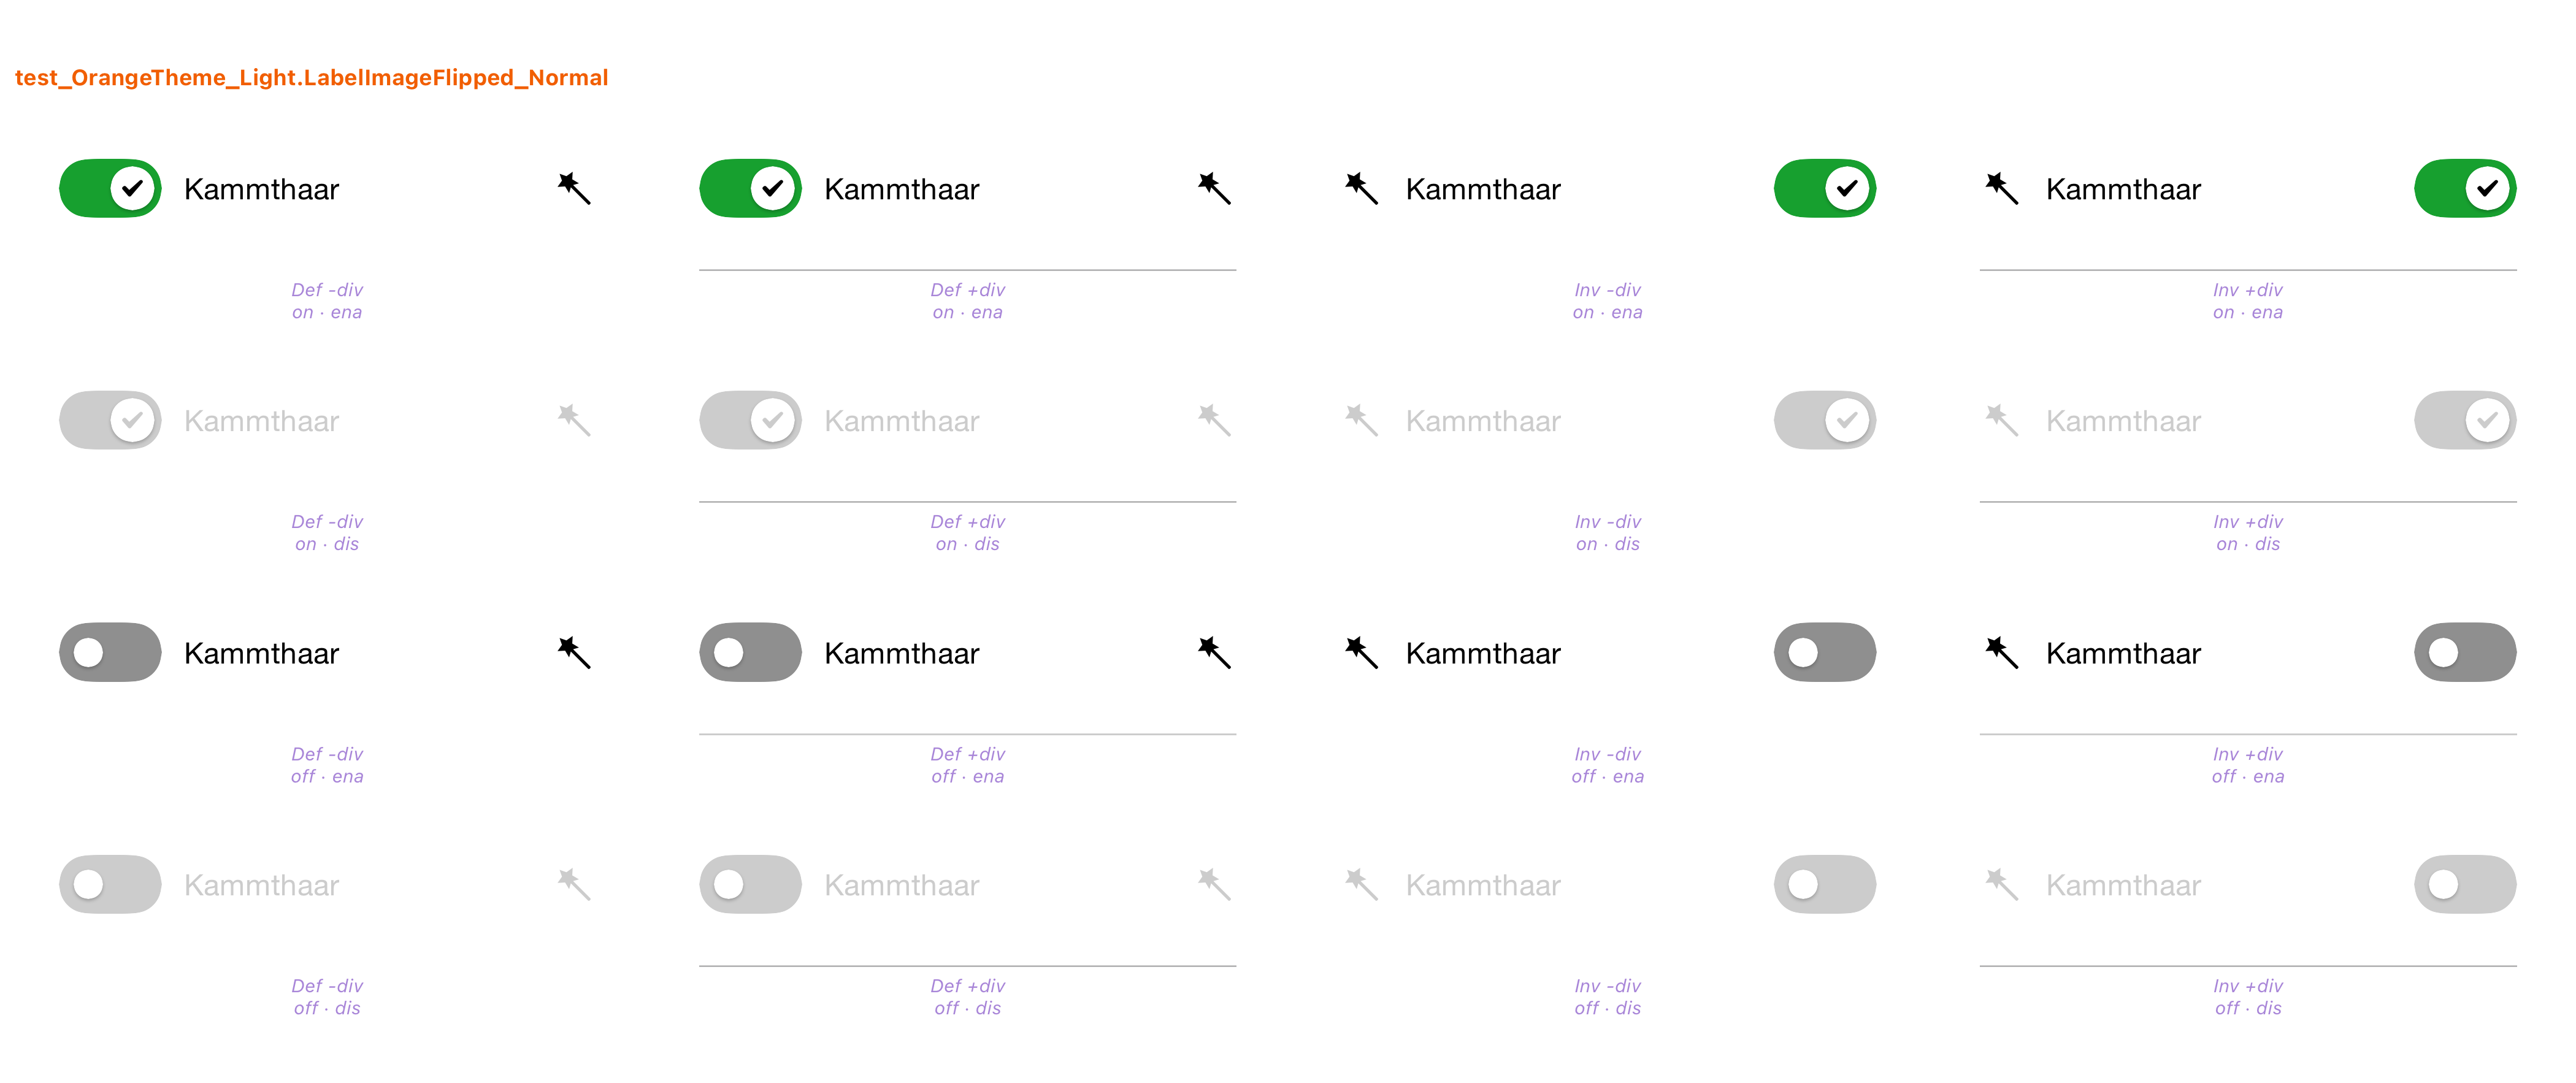 test_OrangeTheme_Light.LabelImageFlipped_Normal
Kammthaar
Kammthaar
Kammthaar
Kammthaar
Def -div
on · ena
Def +div
on · ena
Inv -div
on · ena
Inv +div
on · ena
Kammthaar
Kammthaar
Kammthaar
Kammthaar
Def -div
on · dis
Def +div
on · dis
Inv -div
on · dis
Inv +div
on · dis
Kammthaar
Kammthaar
Kammthaar
Kammthaar
Def -div
off · ena
Def +div
off · ena
Inv -div
off · ena
Inv +div
off · ena
Kammthaar
Kammthaar
Kammthaar
Kammthaar
Def -div
off · dis
Def +div
off · dis
Inv -div
off · dis
Inv +div
off · dis